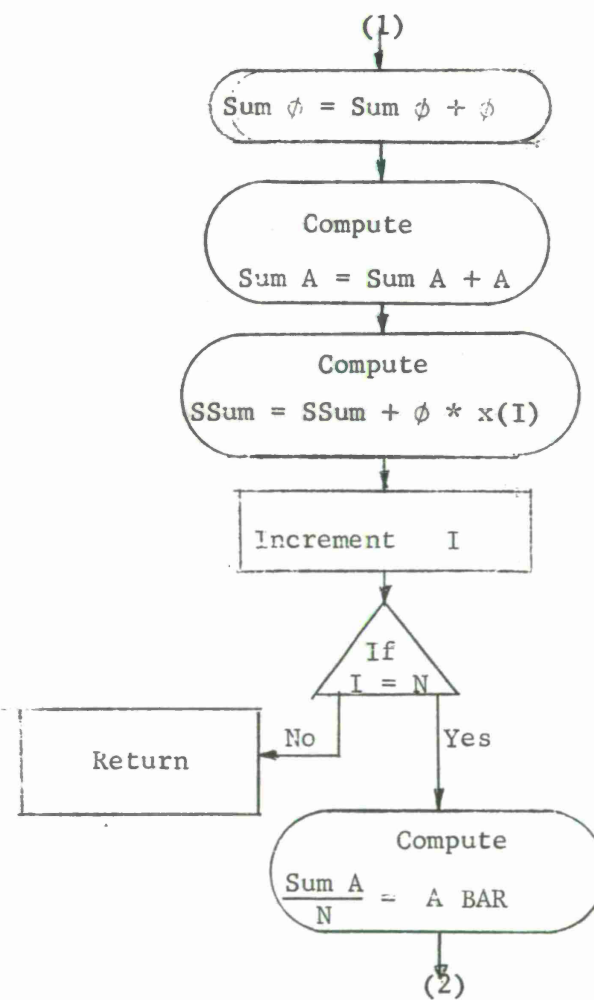 (1)
Sum ϕ = Sum ϕ + ϕ
Compute
Sum A = Sum A + A
Compute
SSum = SSum + ϕ * x(I)
Increment I
If
I = N
No
Yes
Return
Compute
Sum A
N
= A BAR
(2)